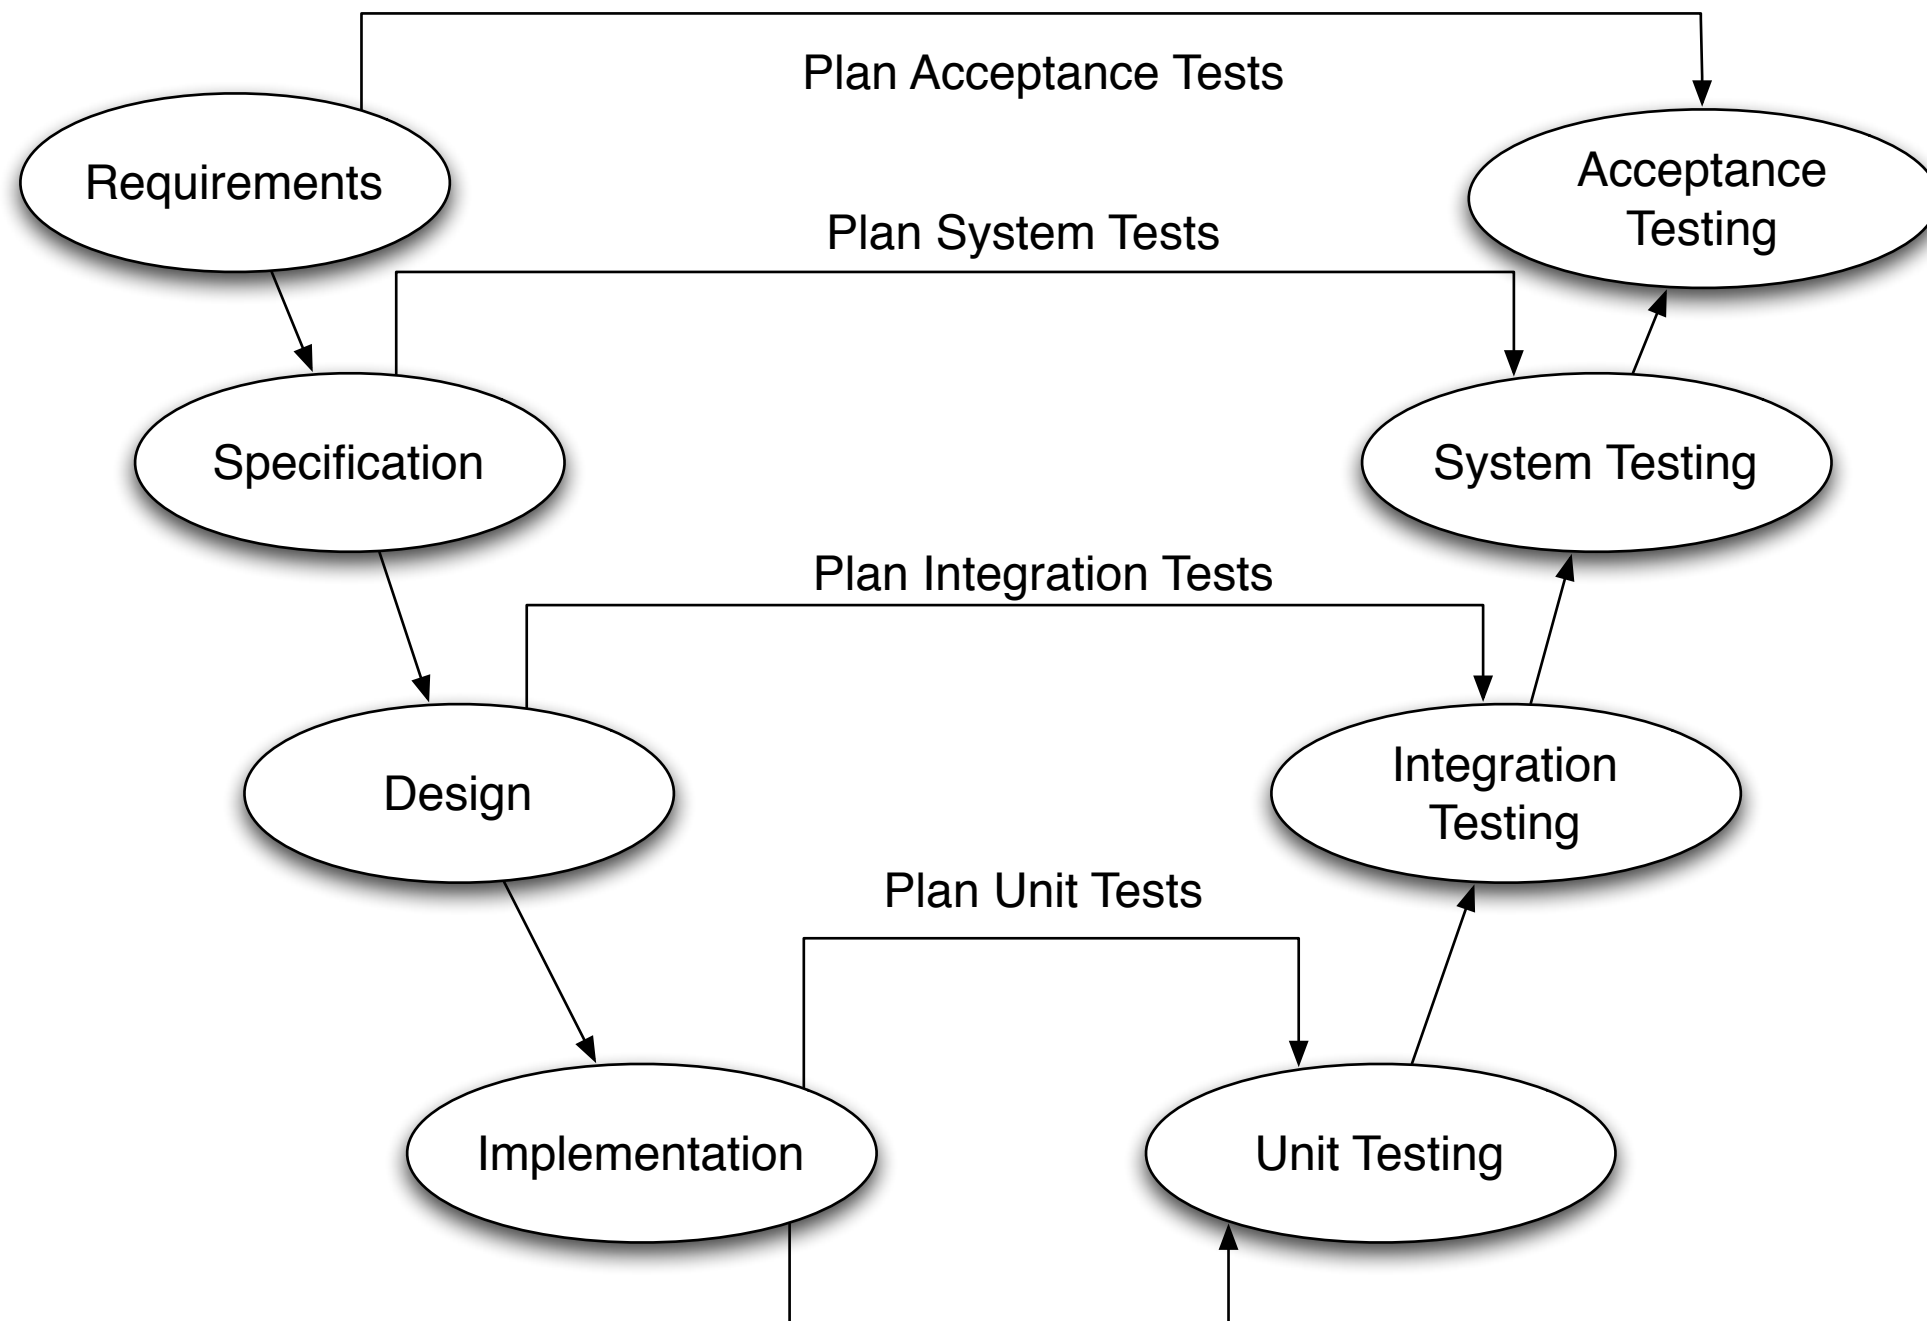 Plan Acceptance Tests
Requirements
Acceptance
Testing
Plan System Tests
Specification
System Testing
Plan Integration Tests
Design
Integration
Testing
Plan Unit Tests
Implementation
Unit Testing